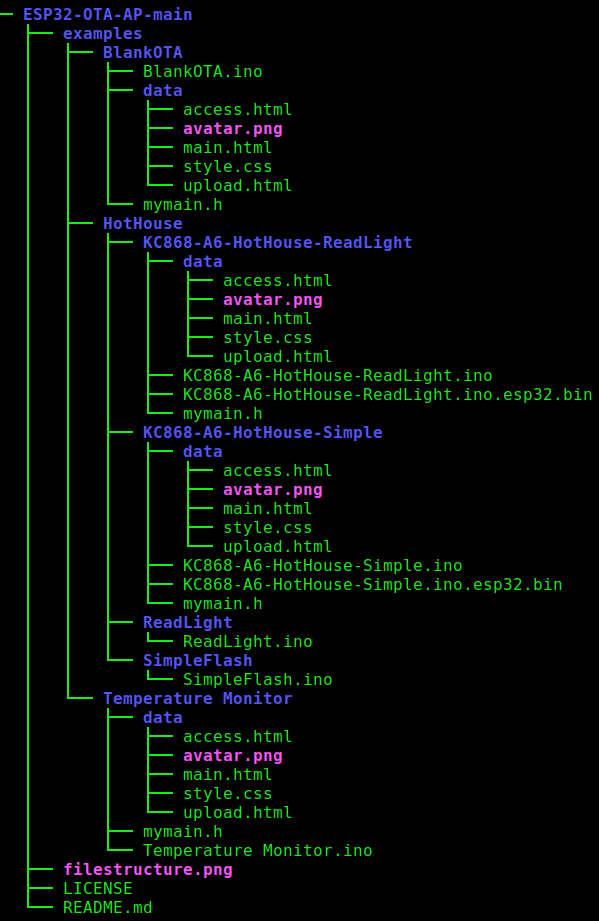 ESP32-OTA-AP-main
examples
BlankOTA
BlankOTA.ino
data
access.html
avatar.png
main.html
style.css
upload.html
mymain.h
HotHouse
KC868-A6-HotHouse-ReadLight
data
access.html
avatar.png
main.html
style.css
upload.html
KC868-A6-HotHouse-ReadLight.ino
KC868-A6-HotHouse-ReadLight.ino.esp32.bin
mymain.h
KC868-A6-HotHouse-Simple
data
access.html
avatar.png
main.html
style.css
upload.html
KC868-A6-HotHouse-Simple.ino
KC868-A6-HotHouse-Simple.ino.esp32.bin
mymain.h
ReadLight
ReadLight.ino
SimpleFlash
SimpleFlash.ino
Temperature Monitor
data
access.html
avatar.png
main.html
style.css
upload.html
mymain.h
Temperature Monitor.ino
filestructure.png
LICENSE
README.md